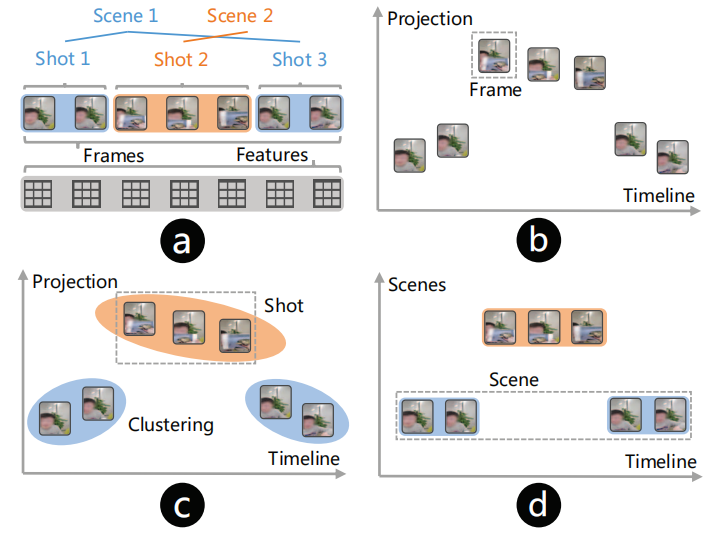 Scene 1
Scene 2
Shot 1
Shot 2
Shot 3
Frames
Features
a
Projection
Frame
Timeline
b
Projection
Shot
Clustering
Timeline
c
Scenes
Scene
Timeline
d